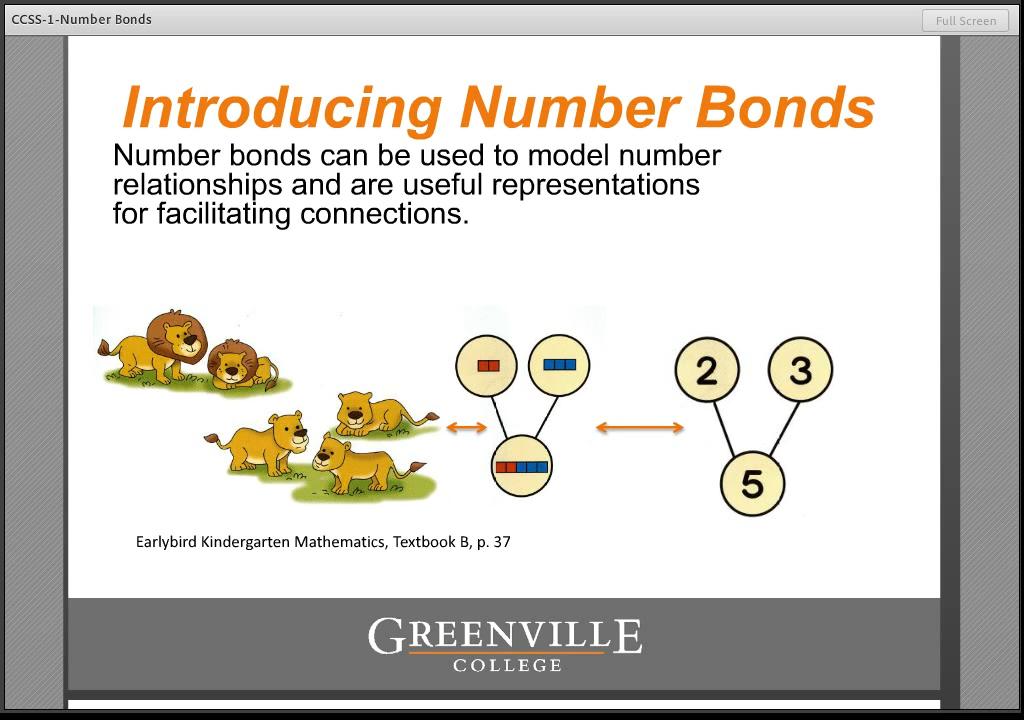 CCSS-1-Number Bonds
Full Screen
Introducing Number Bonds
Number bonds can be used to model number
relationships and are useful representations
for facilitating connections.
2 3
5
Earlybird Kindergarten Mathematics, Textbook B, p. 37
GREENVILLE
COLLEGE